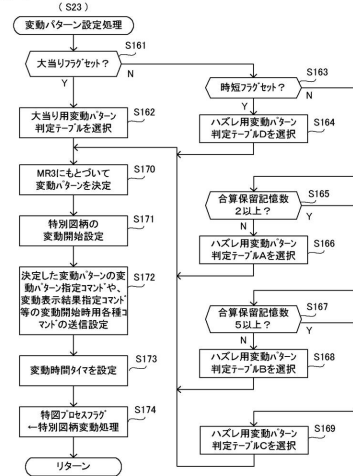 (S23)
変動パターン設定処理
S161
大当りフラグセット?
N
Y
S162
大当り用変動パターン
判定テーブルを選択
S170
MR3にもとづいて
変動パターンを決定
S171
特別図柄の
変動開始設定
S172
決定した変動パターンの変
動パターン指定コマンドや、
変動表示結果指定コマンド
等の変動開始時用各種コ
マンドの送信設定
S173
変動時間タイマを設定
S174
特図プロセスフラグ
←特別図柄変動処理
リターン
S163
時短フラグセット?
N
Y
S164
ハズレ用変動パターン
判定テーブルDを選択
S165
合算保留記憶数
2以上?
Y
N
S166
ハズレ用変動パターン
判定テーブルAを選択
S167
合算保留記憶数
5以上?
Y
N
S168
ハズレ用変動パターン
判定テーブルBを選択
S169
ハズレ用変動パターン
判定テーブルCを選択